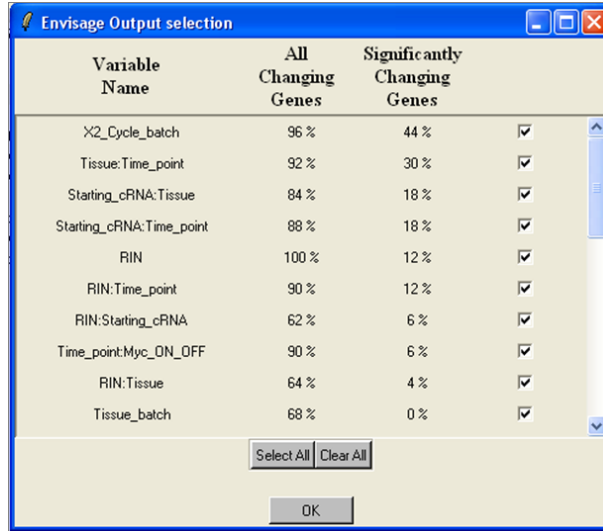 Envisage Output selection
Variable Name All Changing Genes Significantly Changing Genes
X2_Cycle_batch 96 % 44 %
Tissue:Time_point 92 % 30 %
Starting_cRNA:Tissue 84 % 18 %
Starting_cRNA:Time_point 88 % 18 %
RIN 100 % 12 %
RIN:Time_point 90 % 12 %
RIN:Starting_cRNA 62 % 6 %
Time_point:Myc_ON_OFF 90 % 6 %
RIN:Tissue 64 % 4 %
Tissue_batch 68 % 0 %
Select All Clear All
OK